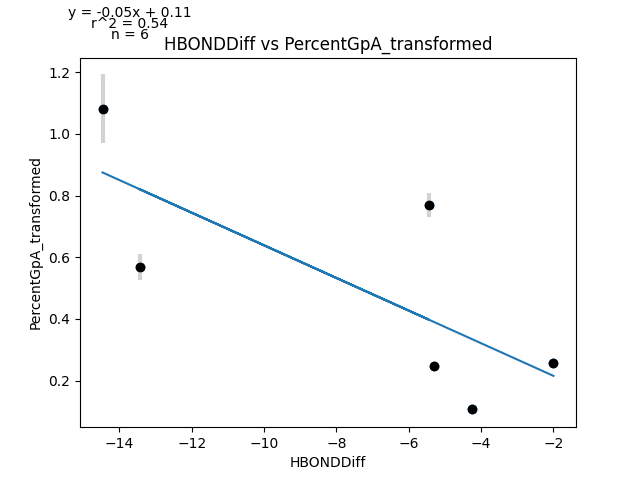 y = -0.05x + 0.11
r^2 = 0.54
n = 6
HBONDDiff vs PercentGpA_transformed
PercentGpA_transformed
1.2
1.0
0.8
0.6
0.4
0.2
−14 −12 −10 −8 −6 −4 −2
HBONDDiff